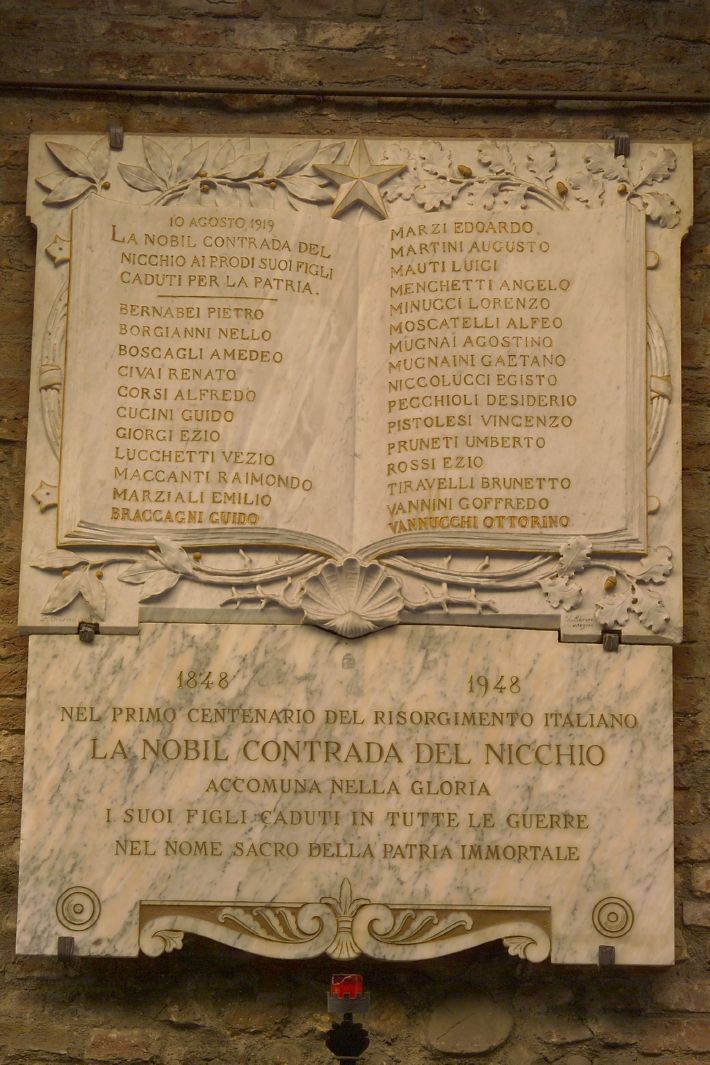 10 AGOSTO 1919
LA NOBIL CONTRADA DEL
NICCHIO AI PRODI SUOI FIGLI
CADUTI PER LA PATRIA.
BERNABEI PIETRO
BORGIANNI NELLO
BOSCAGLI AMEDEO
CIVAI RENATO
CORSI ALFREDO
CUCINI GUIDO
GIORGI EZIO
LUCCHETTI VEZIO
MACCANTI RAIMONDO
MARZIALI EMILIO
BRACCAGNI GUIDO
MARZI EDOARDO
MARTINI AUGUSTO
MAUTI LUIGI
MENCHETTI ANGELO
MINUCCI LORENZO
MOSCATELLI ALFEO
MUGNAI AGOSTINO
MUGNAINI GAETANO
NICCOLUCCI EGISTO
PECCHIOLI DESIDERIO
PISTOLESI VINCENZO
PRUNETI UMBERTO
ROSSI EZIO
TIRAVELLI BRUNETTO
VANNINI GOFFREDO
VANNUCCHI OTTORINO
1848 1948
NEL PRIMO CENTENARIO DEL RISORGIMENTO ITALIANO
LA NOBIL CONTRADA DEL NICCHIO
ACCOMUNA NELLA GLORIA
I SUOI FIGLI CADUTI IN TUTTE LE GUERRE
NEL NOME SACRO DELLA PATRIA IMMORTALE